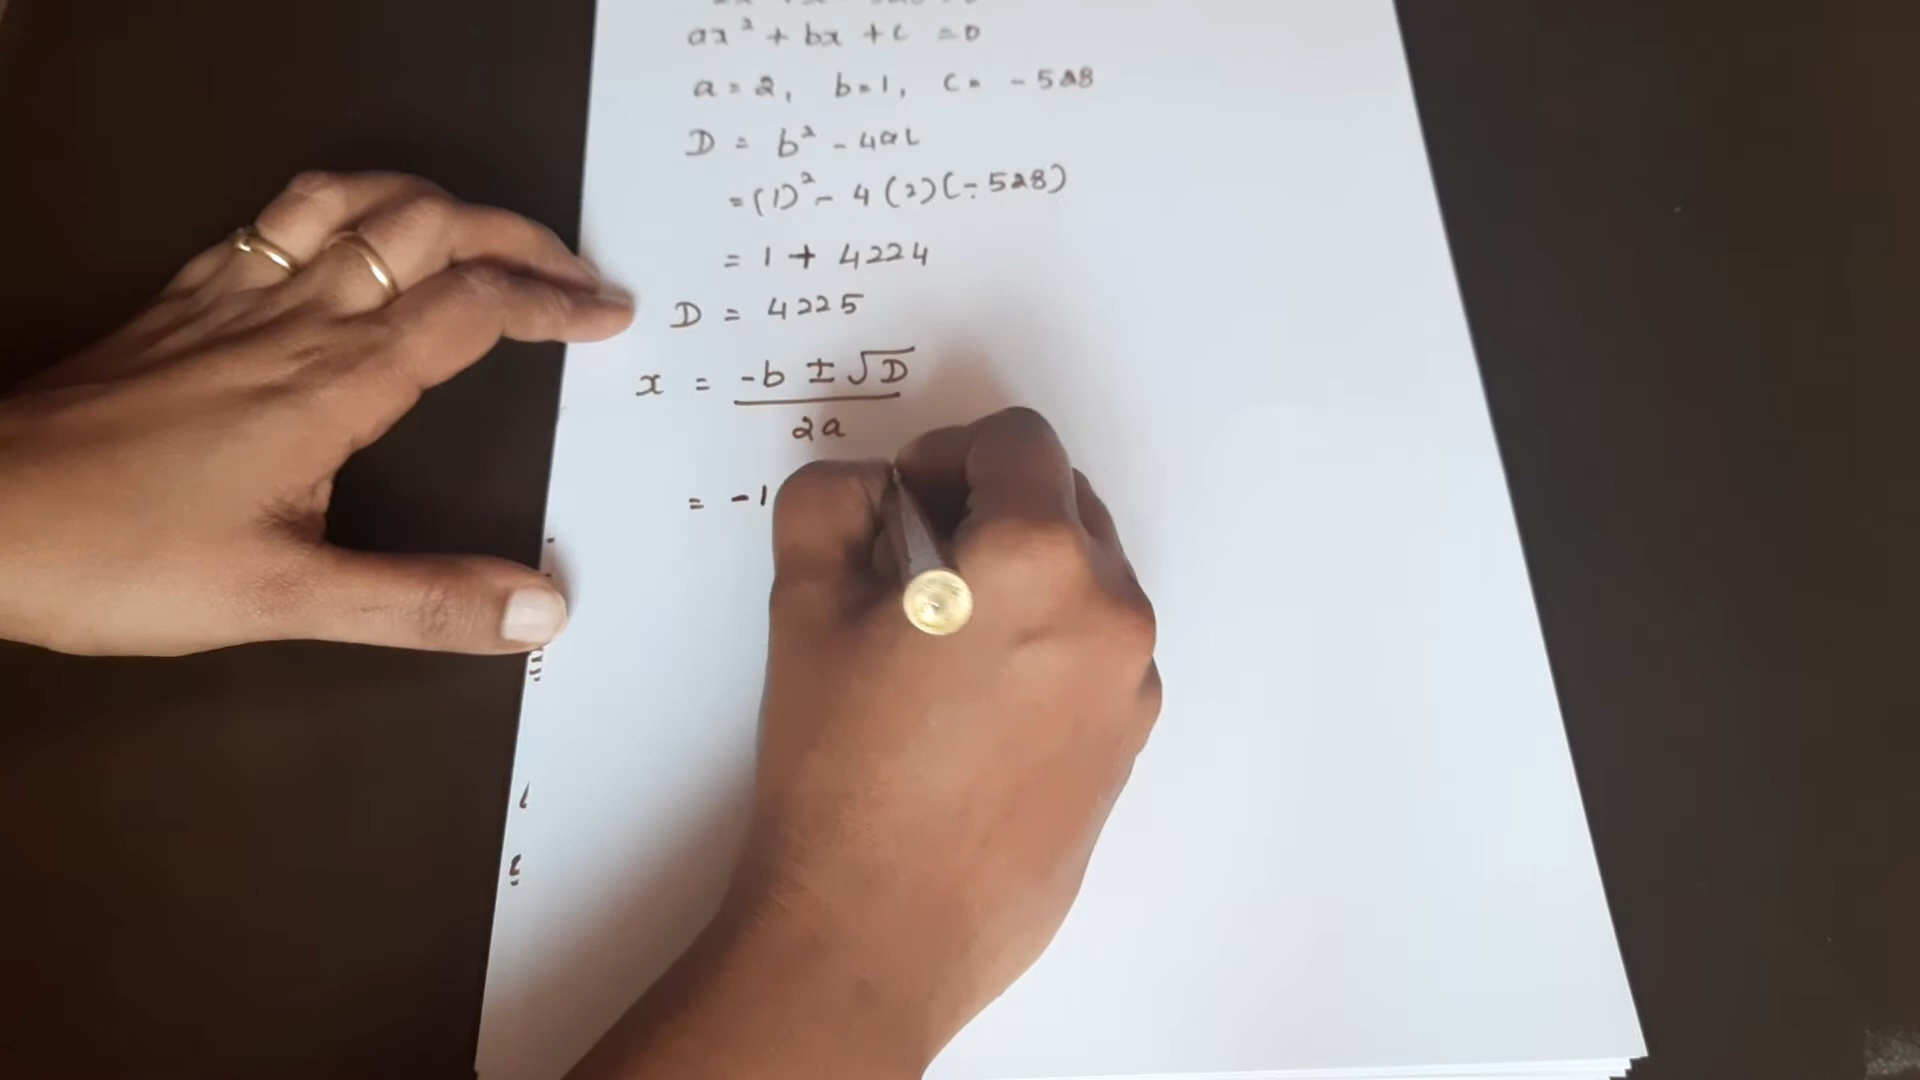 ax² + bx + c = 0
a = 2, b = 1, c = - 528
D = b² - 4ac
= (1)² - 4 (2) (- 528)
= 1 + 4224
D = 4225
x = -b ± √D
2a
= -1